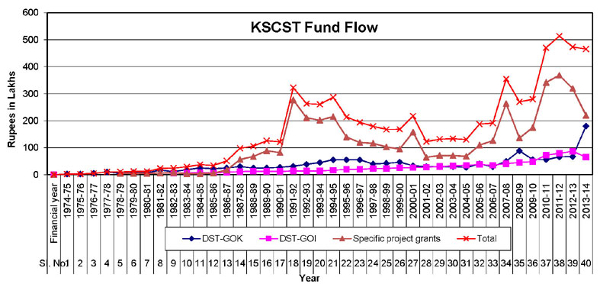 KSCST Fund Flow
Rupees in Lakhs
600
500
400
300
200
100
0
Financial year 1974-75 1975-76 1976-77 1977-78 1978-79 1979-80 1980-81 1981-82 1982-83 1983-84 1984-85 1985-86 1986-87 1987-88 1988-89 1989-90 1990-91 1991-92 1992-93 1993-94 1994-95 1995-96 1996-97 1997-98 1998-99 1999-00 2000-01 2001-02 2002-03 2003-04 2004-05 2005-06 2006-07 2007-08 2008-09 2009-10 2010-11 2011-12 2012-13 2013-14
DST-GOK DST-GOI Specific project grants Total
S. No1 2 3 4 5 6 7 8 9 10 11 12 13 14 15 16 17 18 19 20 21 22 23 24 25 26 27 28 29 30 31 32 33 34 35 36 37 38 39 40
Year